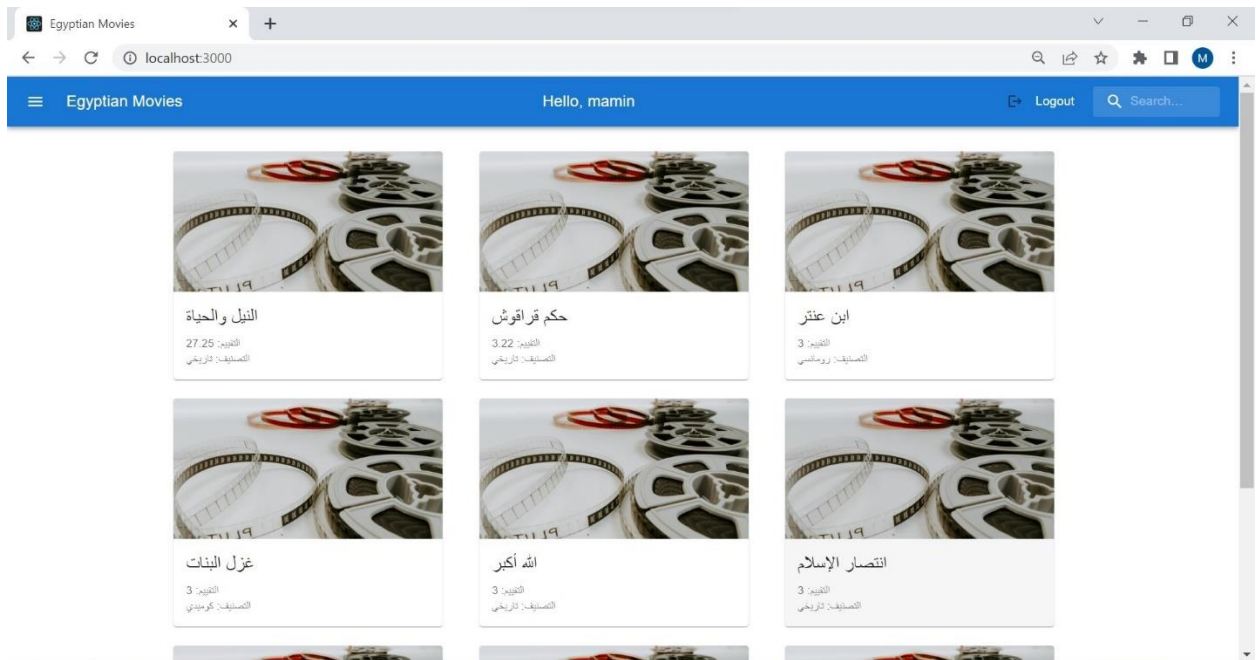 Egyptian Movies
localhost:3000
M
Egyptian Movies
Hello, mamin
Logout
Search...
النيل والحياة
التقييم: 27.25
التصنيف: تاريخي
حكم قراقوش
التقييم: 3.22
التصنيف: تاريخي
ابن عنتر
التقييم: 3
التصنيف: رومانسي
غزل البنات
التقييم: 3
التصنيف: كوميدي
الله أكبر
التقييم: 3
التصنيف: تاريخي
انتصار الإسلام
التقييم: 3
التصنيف: تاريخي